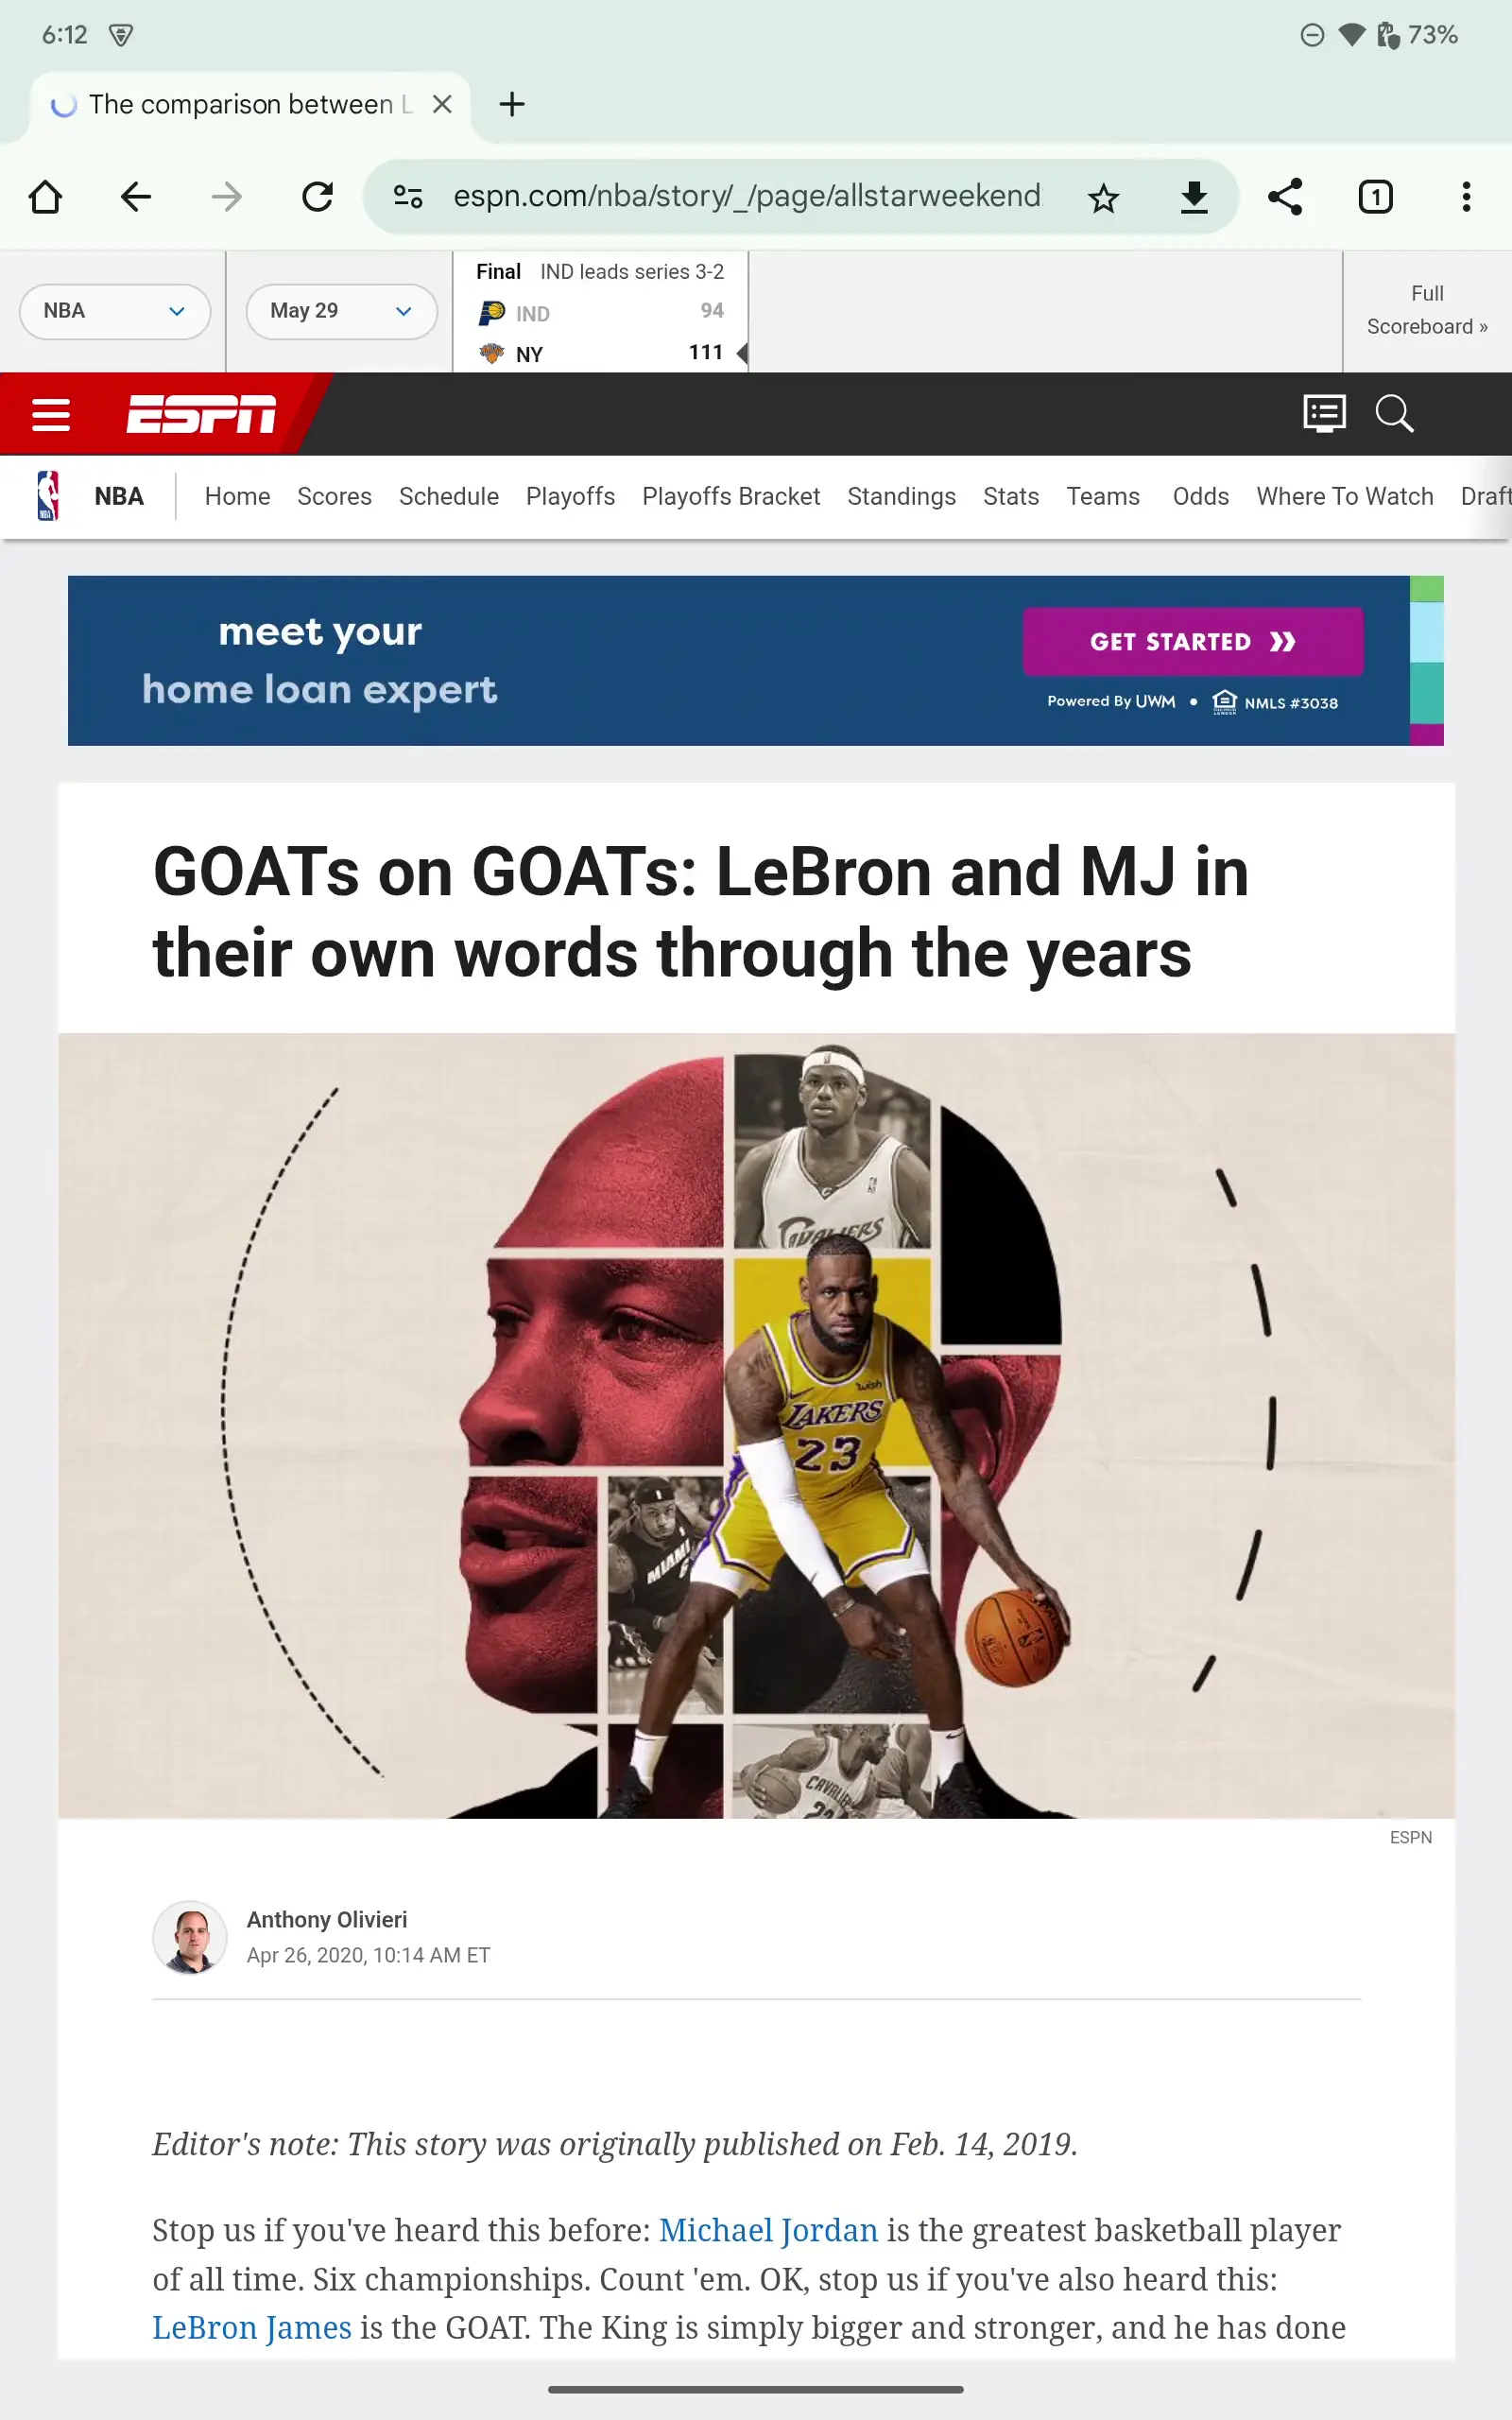 6:12
73%
The comparison between L
espn.com/nba/story/_/page/allstarweekend
1
NBA
May 29
Final IND leads series 3-2
IND 94
NY 111
Full
Scoreboard »
ESPN
NBA Home Scores Schedule Playoffs Playoffs Bracket Standings Stats Teams Odds Where To Watch Draft
meet your
home loan expert
GET STARTED
Powered By UWM • NMLS #3038
GOATs on GOATs: LeBron and MJ in
their own words through the years
CAVALIERS
wish
LAKERS
23
MIAMI
CAVALIERS
ESPN
Anthony Olivieri
Apr 26, 2020, 10:14 AM ET
Editor's note: This story was originally published on Feb. 14, 2019.
Stop us if you've heard this before: Michael Jordan is the greatest basketball player
of all time. Six championships. Count 'em. OK, stop us if you've also heard this:
LeBron James is the GOAT. The King is simply bigger and stronger, and he has done